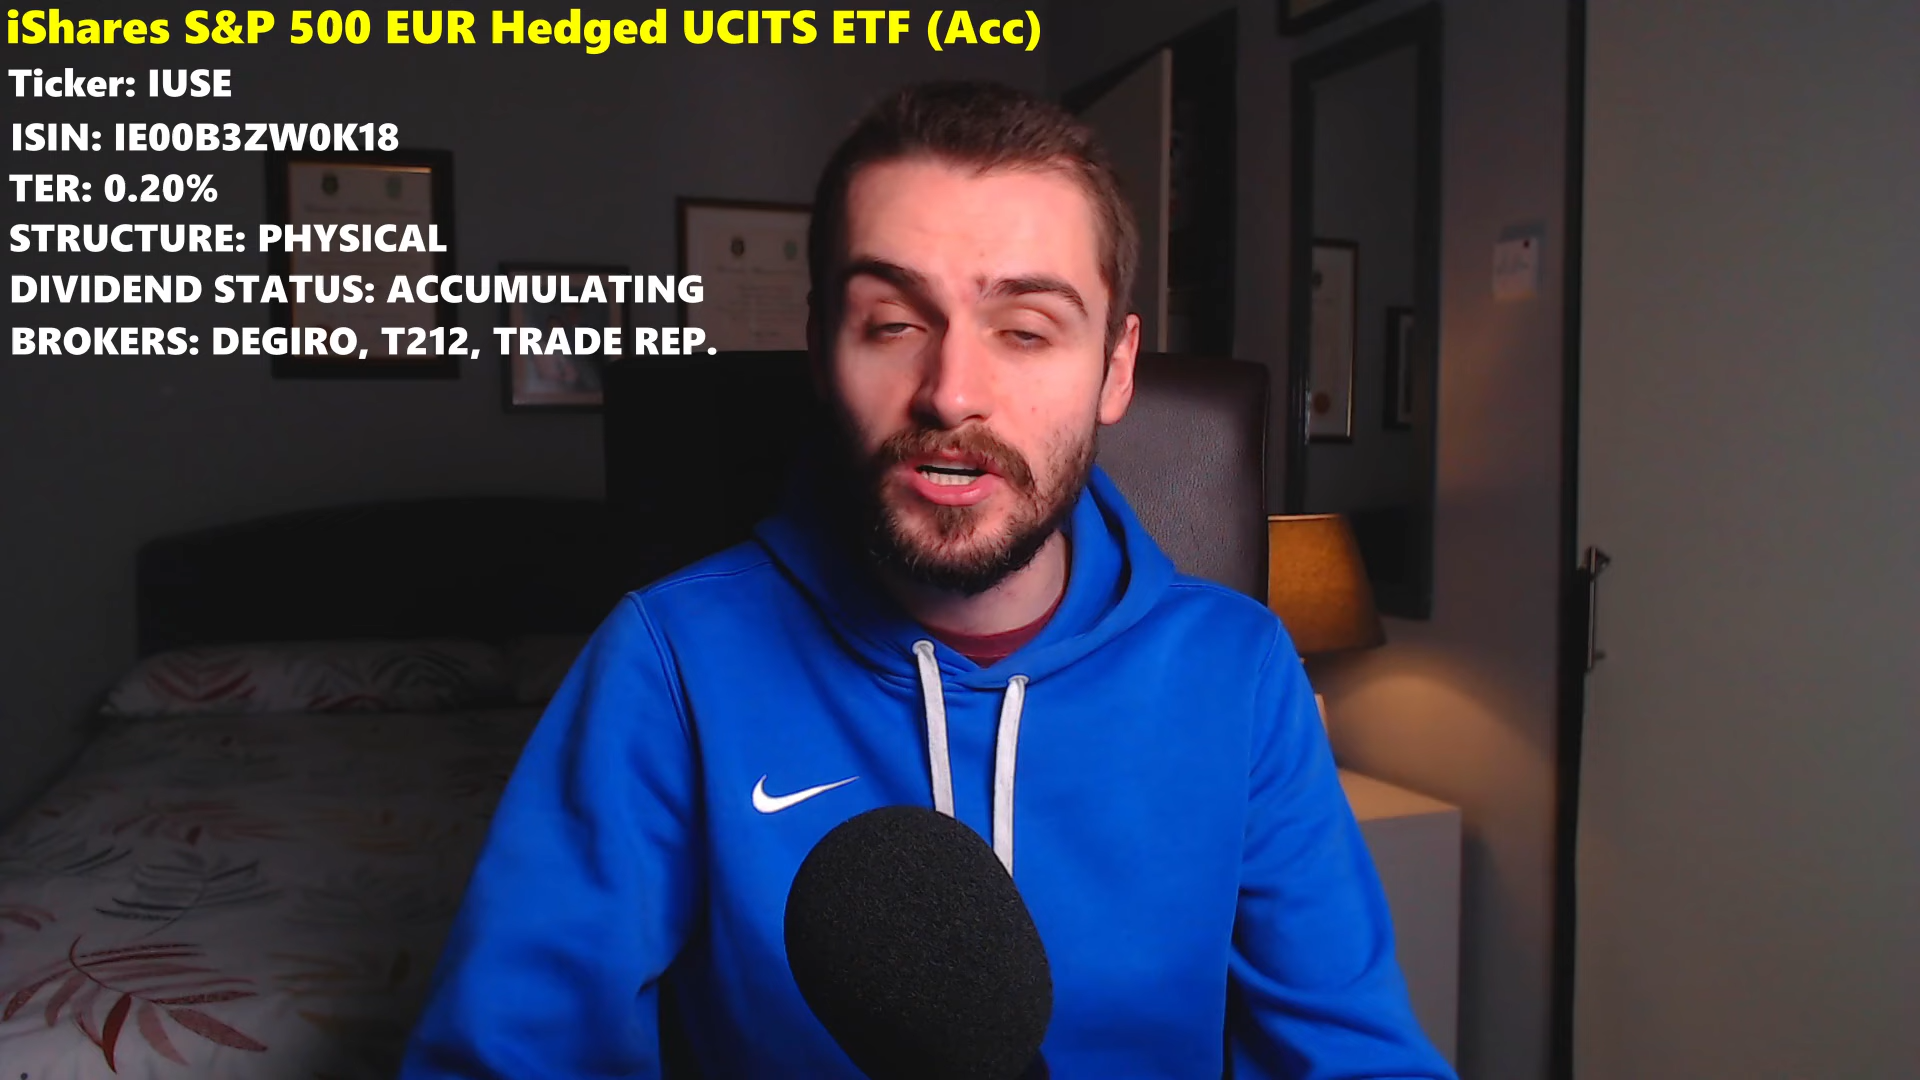 iShares S&P 500 EUR Hedged UCITS ETF (Acc)
Ticker: IUSE
ISIN: IE00B3ZW0K18
TER: 0.20%
STRUCTURE: PHYSICAL
DIVIDEND STATUS: ACCUMULATING
BROKERS: DEGIRO, T212, TRADE REP.